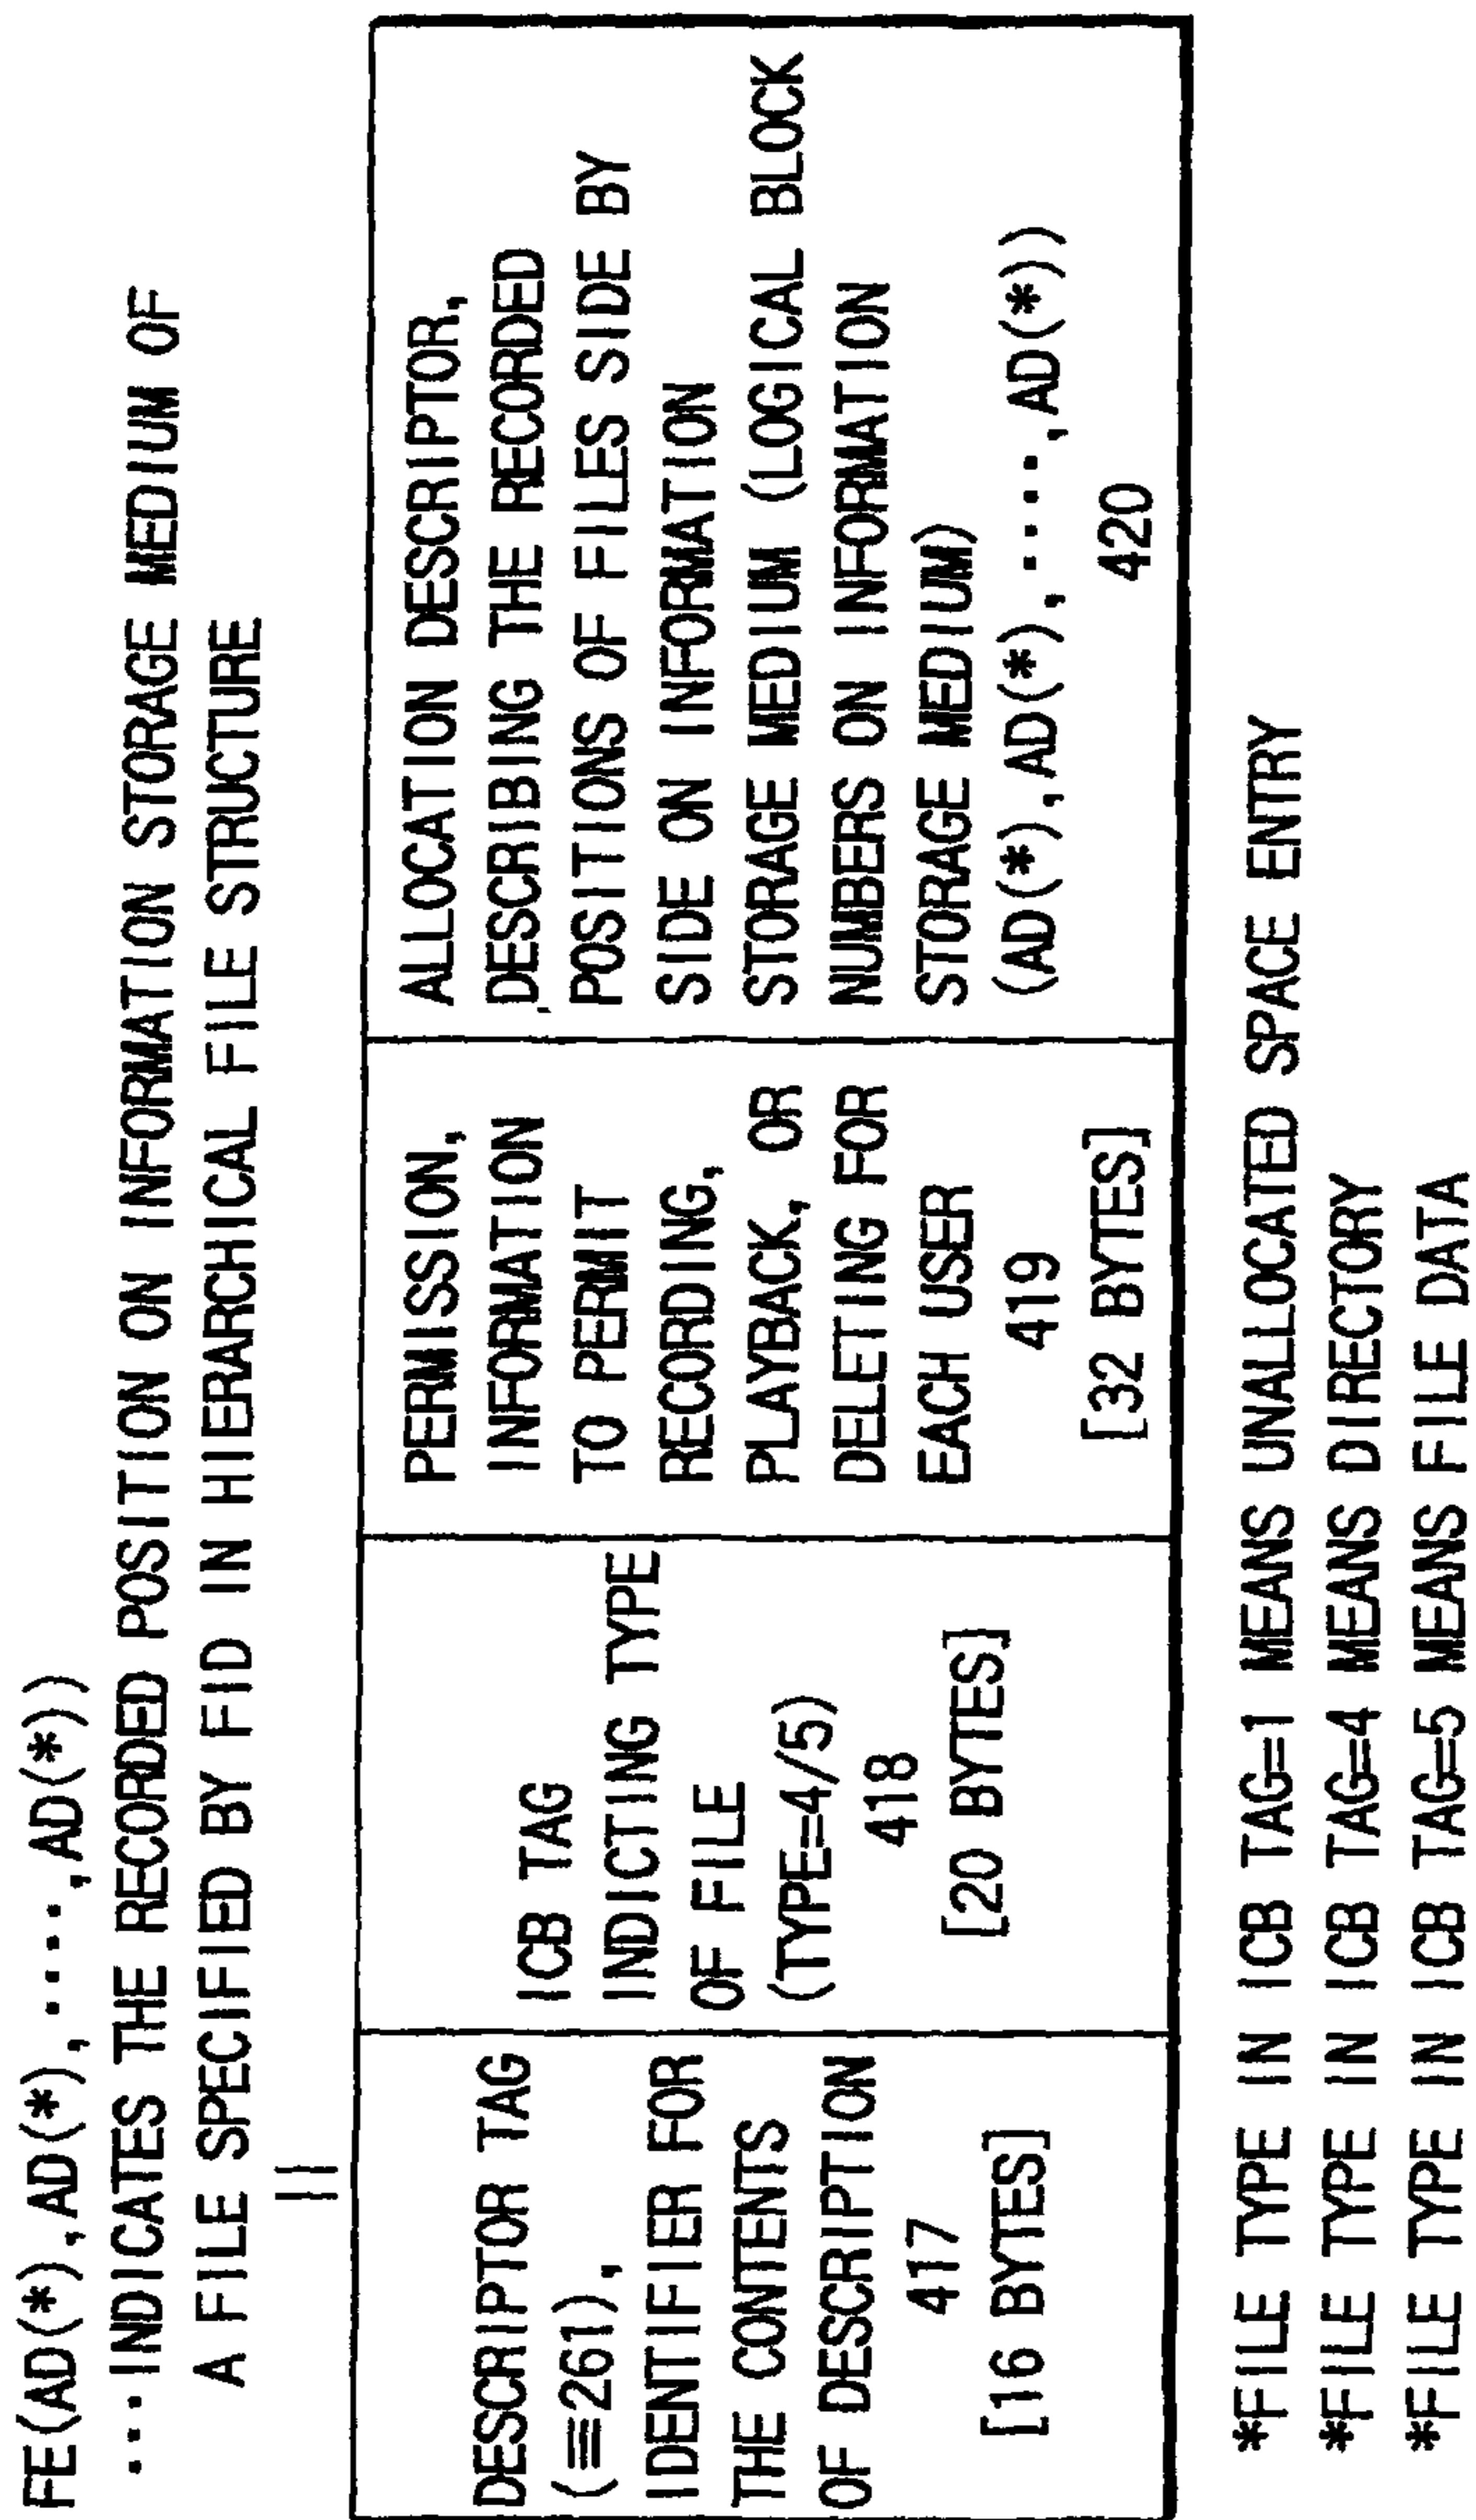 FE(AD(*),AD(*),····,AD(*))
···INDICATES THE RECORDED POSITION ON INFORMATION STORAGE MEDIUM OF
A FILE SPECIFIED BY FID IN HIERARCHICAL FILE STRUCTURE
||
DESCRIPTOR TAG
(=261),
IDENTIFIER FOR
THE CONTENTS
OF DESCRIPTION
417
[16 BYTES]
ICB TAG
INDICTING TYPE
OF FILE
(TYPE=4/5)
418
[20 BYTES]
PERMISSION,
INFORMATION
TO PERMIT
RECORDING,
PLAYBACK, OR
DELETING FOR
EACH USER
419
[32 BYTES]
ALLOCATION DESCRIPTOR,
DESCRIBING THE RECORDED
POSITIONS OF FILES SIDE BY
SIDE ON INFORMATION
STORAGE MEDIUM (LOGICAL BLOCK
NUMBERS ON INFORMATION
STORAGE MEDIUM)
(AD(*),AD(*),····,AD(*))
420
*FILE TYPE IN ICB TAG=1 MEANS UNALLOCATED SPACE ENTRY
*FILE TYPE IN ICB TAG=4 MEANS DIRECTORY
*FILE TYPE IN ICB TAG=5 MEANS FILE DATA